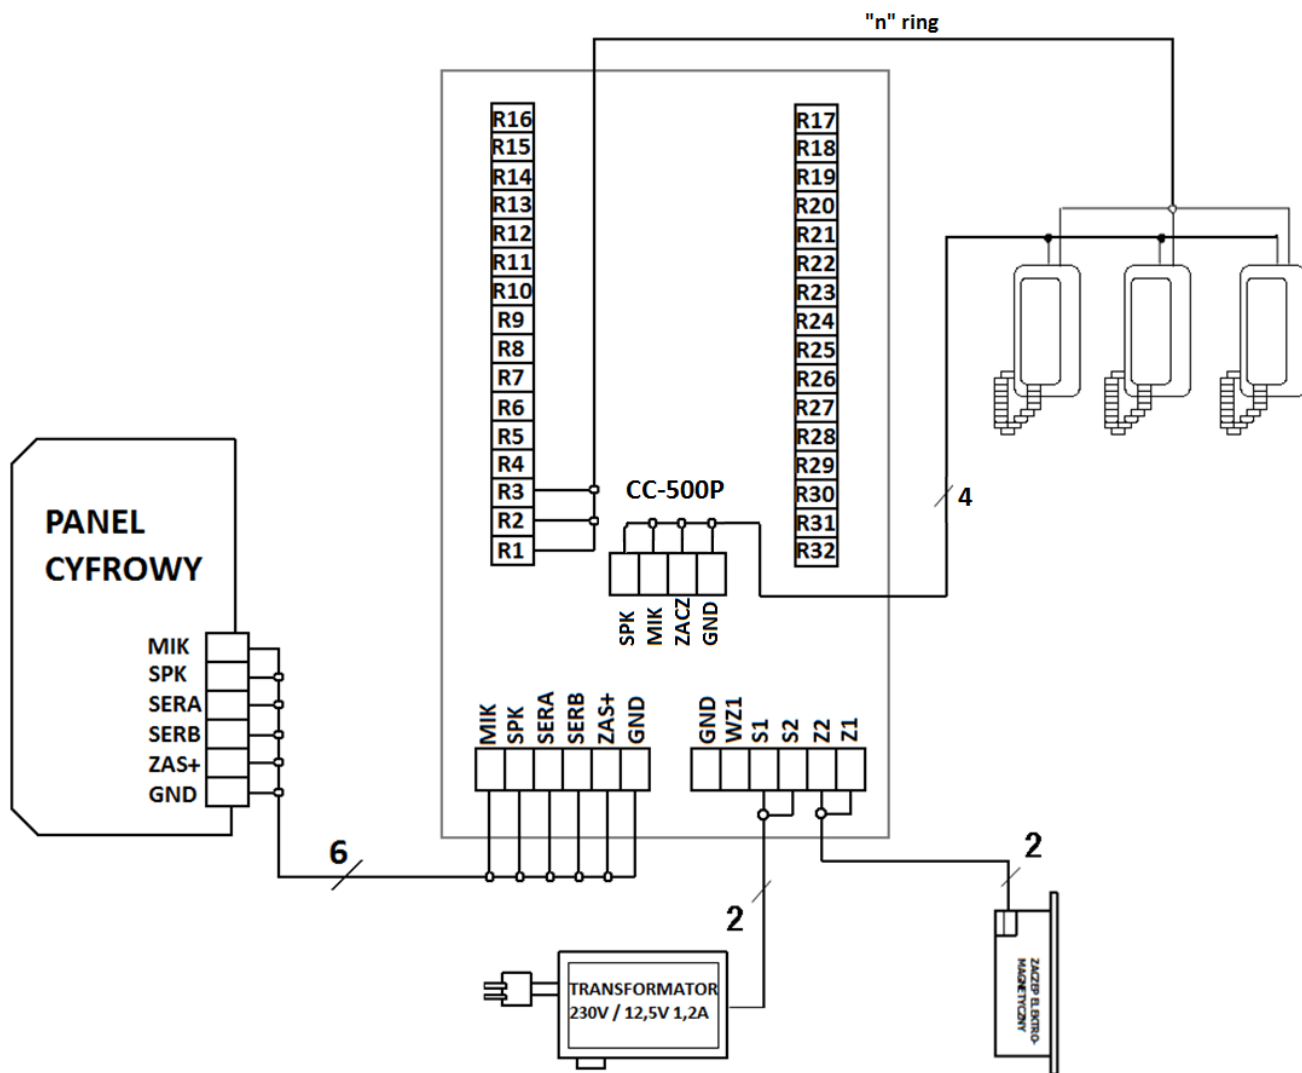 "n" ring
R16
R15
R14
R13
R12
R11
R10
R9
R8
R7
R6
R5
R4
R3
R2
R1
R17
R18
R19
R20
R21
R22
R23
R24
R25
R26
R27
R28
R29
R30
R31
R32
CC-500P
SPK
MIK
ZACZ
GND
4
PANEL
CYFROWY
MIK
SPK
SERA
SERB
ZAS+
GND
6
MIK
SPK
SERA
SERB
ZAS+
GND
GND
WZ1
S1
S2
Z2
Z1
2
2
TRANSFORMATOR
230V / 12,5V 1,2A
ZACZEP ELEKTRO-
MAGNETYCZNY